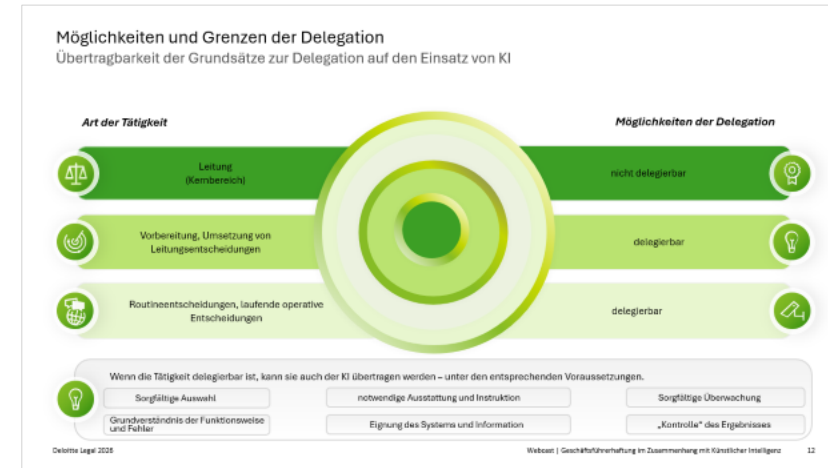 Möglichkeiten und Grenzen der Delegation
Übertragbarkeit der Grundsätze zur Delegation auf den Einsatz von KI
Art der Tätigkeit
Möglichkeiten der Delegation
Leitung
(Kernbereich)
nicht delegierbar
Vorbereitung, Umsetzung von
Leitungsentscheidungen
delegierbar
Routineentscheidungen, laufende operative
Entscheidungen
delegierbar
Wenn die Tätigkeit delegierbar ist, kann sie auch der KI übertragen werden – unter den entsprechenden Voraussetzungen.
Sorgfältige Auswahl
notwendige Ausstattung und Instruktion
Sorgfältige Überwachung
Grundverständnis der Funktionsweise
und Fehler
Eignung des Systems und Information
„Kontrolle“ des Ergebnisses
Deloitte Legal 2026
Webcast | Geschäftsführerhaftung im Zusammenhang mit Künstlicher Intelligenz
12